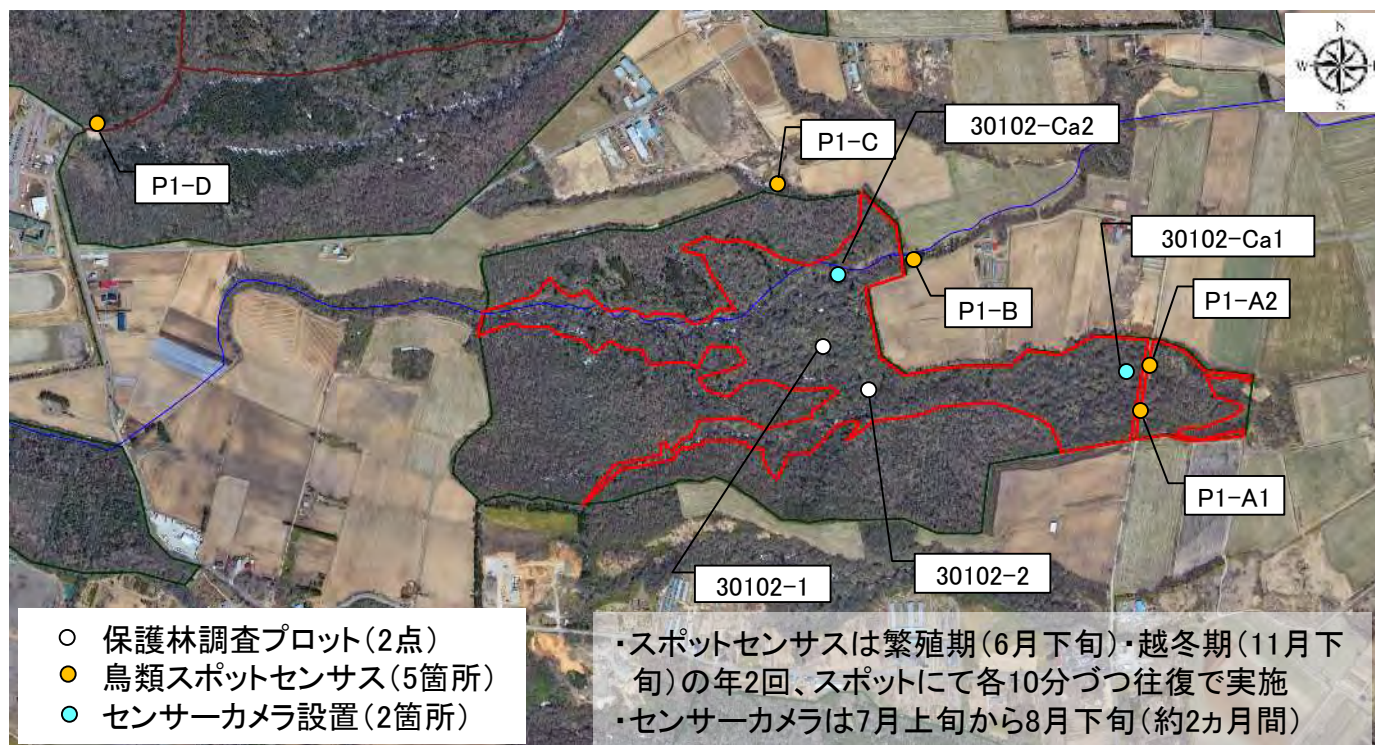 N
W
S
30102-Ca2
P1-C
P1-D
30102-Ca1
P1-A2
P1-B
P1-A1
30102-2
30102-1
保護林調査プロット(2点)
鳥類スポットセンサス(5箇所)
センサーカメラ設置(2箇所)
・スポットセンサスは繁殖期(6月下旬)・越冬期(11月下
旬)の年2回、スポットにて各10分づつ往復で実施
・センサーカメラは7月上旬から8月下旬(約2ヵ月間)